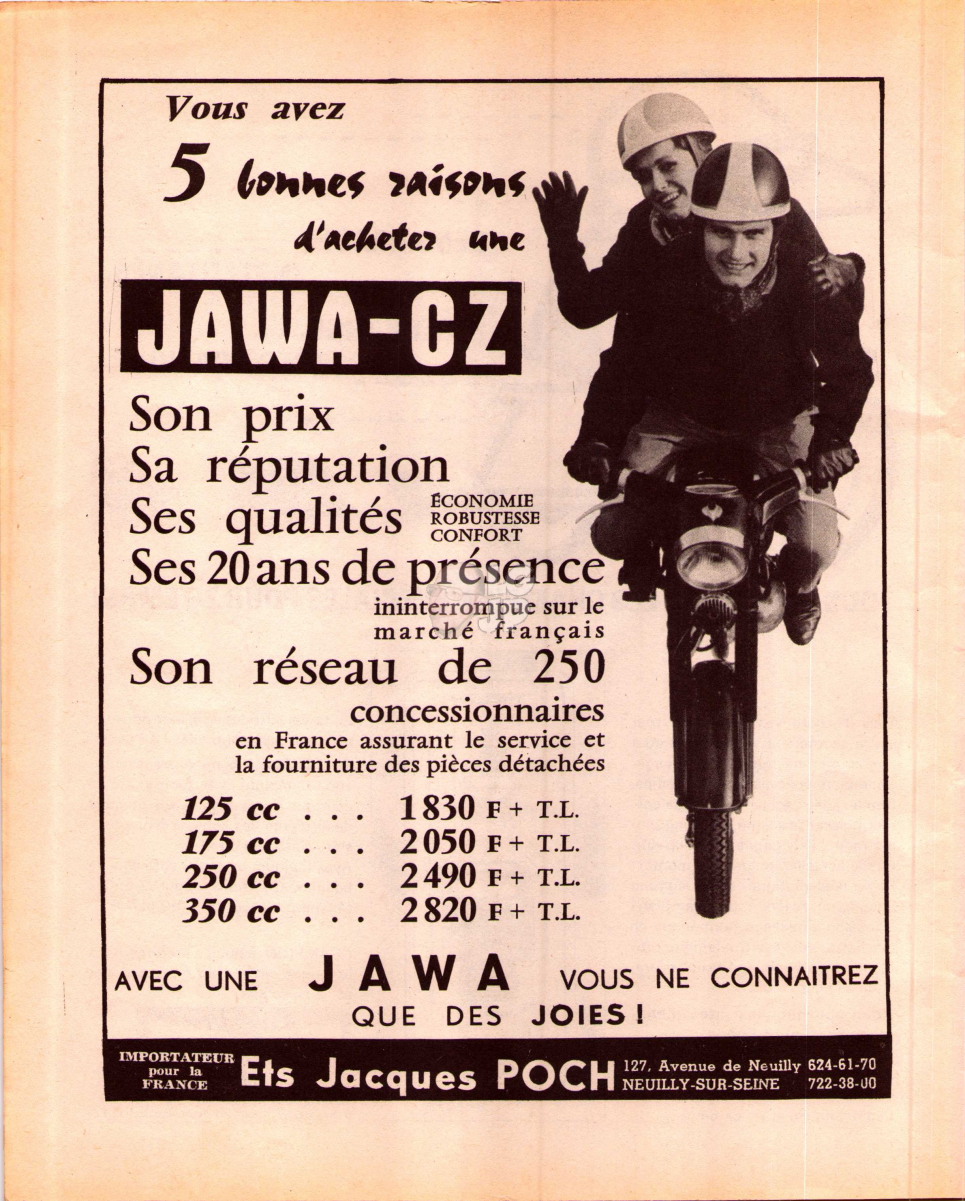 Vous avez
5 bonnes raisons
d'acheter une
JAWA-CZ
Son prix
Sa réputation
Ses qualités ÉCONOMIE
ROBUSTESSE
CONFORT
Ses 20 ans de présence
ininterrompue sur le
marché français
Son réseau de 250
concessionnaires
en France assurant le service et
la fourniture des pièces détachées
125 cc . . . 1830 F + T.L.
175 cc . . . 2050 F + T.L.
250 cc . . . 2490 F + T.L.
350 cc . . . 2820 F + T.L.
AVEC UNE JAWA VOUS NE CONNAITREZ
QUE DES JOIES !
IMPORTATEUR
pour la
FRANCE
Ets Jacques POCH
127, Avenue de Neuilly 624-61-70
NEUILLY-SUR-SEINE 722-38-00